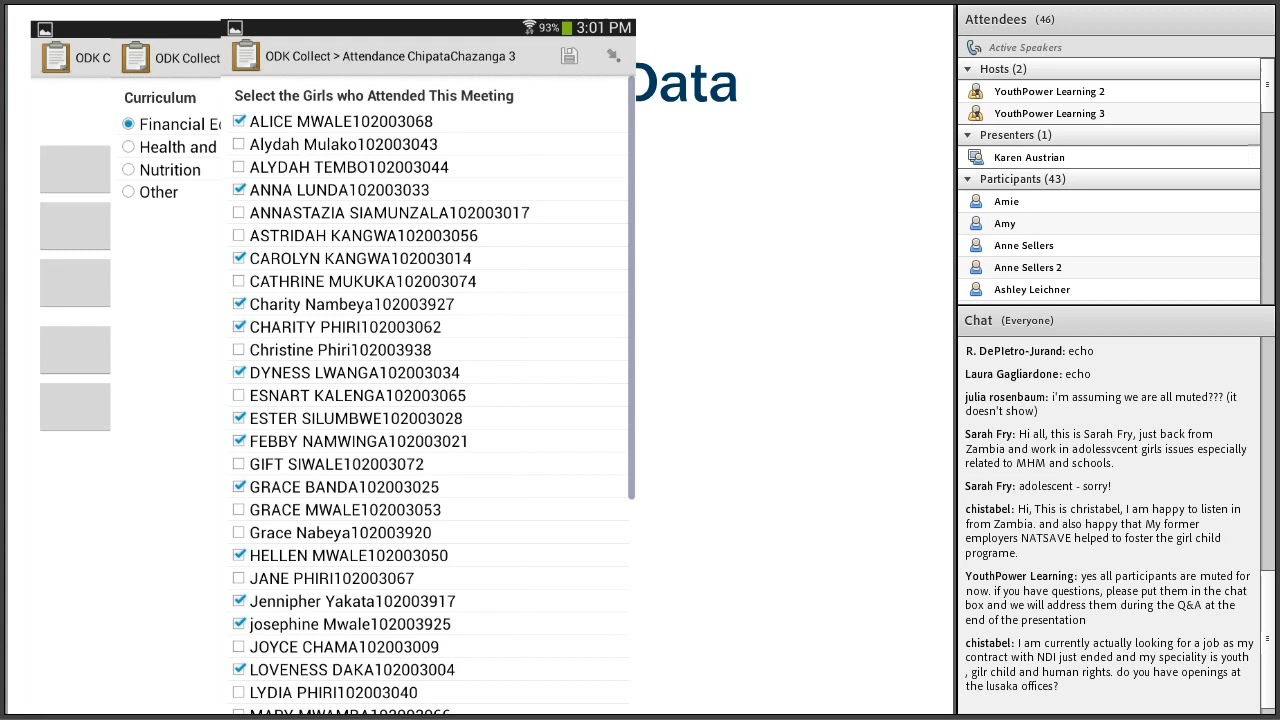 93% 3:01 PM
ODK C
ODK Collect
ODK Collect > Attendance ChipataChazanga 3
Data
Curriculum
Financial Ed
Health and
Nutrition
Other
Select the Girls who Attended This Meeting
ALICE MWALE102003068
Alydah Mulako102003043
ALYDAH TEMBO102003044
ANNA LUNDA102003033
ANNASTAZIA SIAMUNZALA102003017
ASTRIDAH KANGWA102003056
CAROLYN KANGWA102003014
CATHRINE MUKUKA102003074
Charity Nambeya102003927
CHARITY PHIRI102003062
Christine Phiri102003938
DYNESS LWANGA102003034
ESNART KALENGA102003065
ESTER SILUMBWE102003028
FEBBY NAMWINGA102003021
GIFT SIWALE102003072
GRACE BANDA102003025
GRACE MWALE102003053
Grace Nabeya102003920
HELLEN MWALE102003050
JANE PHIRI102003067
Jennipher Yakata102003917
josephine Mwale102003925
JOYCE CHAMA102003009
LOVENESS DAKA102003004
LYDIA PHIRI102003040
Attendees (46)
Active Speakers
Hosts (2)
YouthPower Learning 2
YouthPower Learning 3
Presenters (1)
Karen Austrian
Participants (43)
Amie
Amy
Anne Sellers
Anne Sellers 2
Ashley Leichner
Chat (Everyone)
R. DePIetro-Jurand: echo
Laura Gagliardone: echo
julia rosenbaum: i'm assuming we are all muted??? (it
doesn't show)
Sarah Fry: Hi all, this is Sarah Fry, just back from
Zambia and work in adolessvcent girls issues especially
related to MHM and schools.
Sarah Fry: adolescent - sorry!
chistabel: Hi, This is christabel, I am happy to listen in
from Zambia. and also happy that My former
employers NATSAVE helped to foster the girl child
programe.
YouthPower Learning: yes all participants are muted for
now. if you have questions, please put them in the chat
box and we will address them during the Q&A at the
end of the presentation
chistabel: I am currently actually looking for a job as my
contract with NDI just ended and my speciality is youth
, gilr child and human rights. do you have openings at
the lusaka offices?